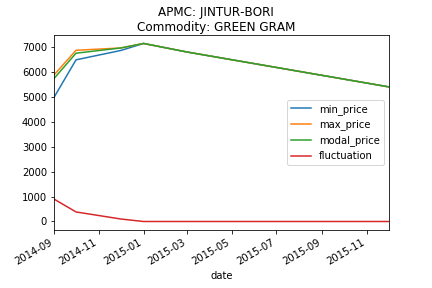 APMC: JINTUR-BORI
Commodity: GREEN GRAM
7000
6000
5000
4000
3000
2000
1000
0
min_price
max_price
modal_price
fluctuation
2014-09
2014-11
2015-01
2015-03
2015-05
2015-07
2015-09
2015-11
date